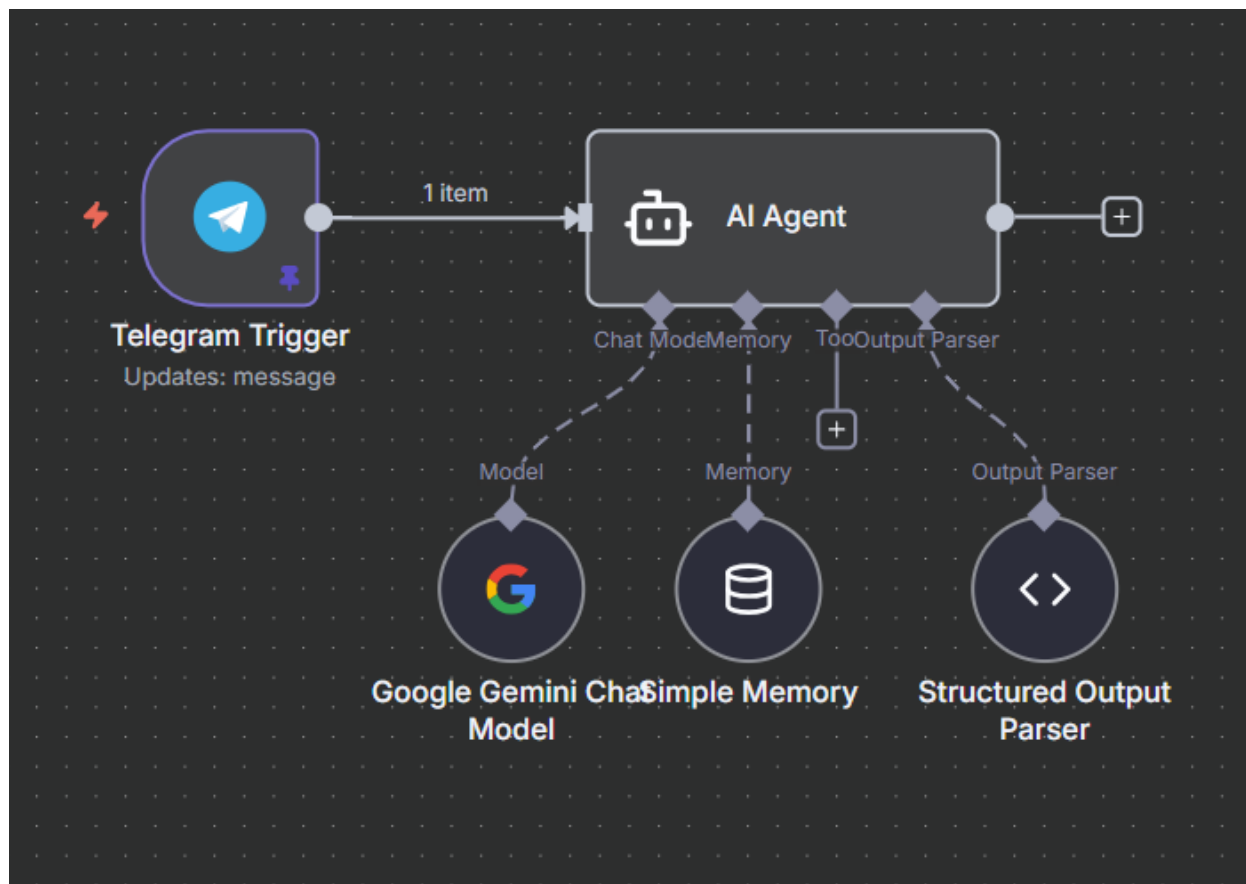 1 item
AI Agent
Telegram Trigger
Updates: message
Chat Mode
Memory
Too
Output Parser
Model
Memory
Output Parser
Google Gemini Chat
Model
Simple Memory
Structured Output
Parser